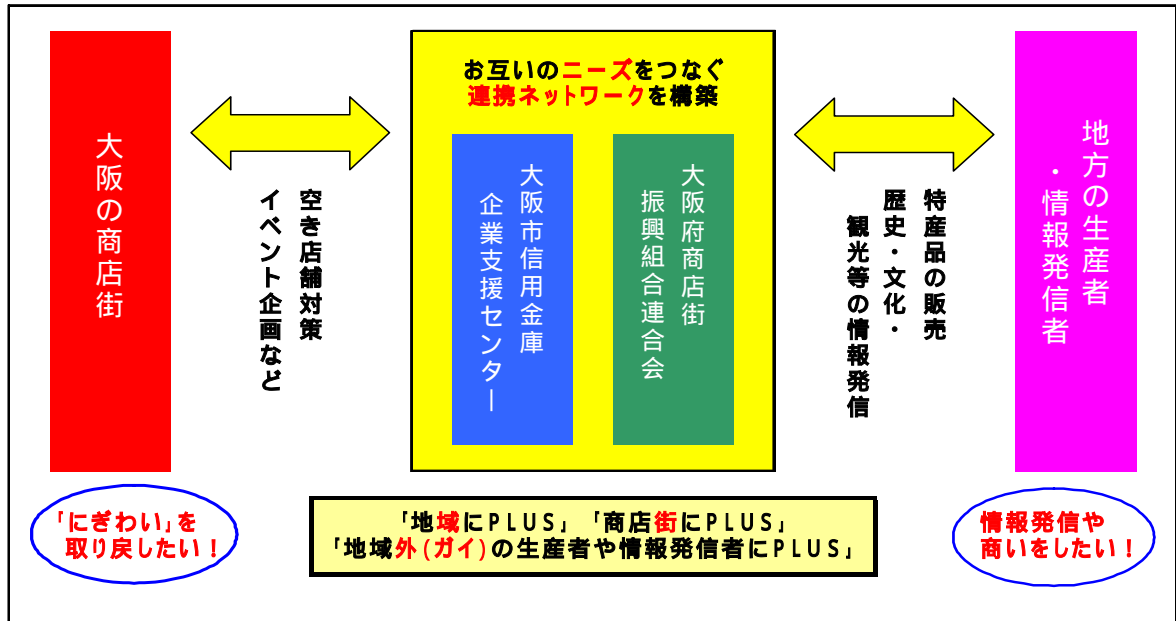 大阪の商店街
空き店舗対策
イベント企画など
お互いのニーズをつなぐ
連携ネットワークを構築
大阪市信用金庫
企業支援センター
大阪府商店街
振興組合連合会
特産品の販売
歴史・文化・
観光等の情報発信
地方の生産者
・情報発信者
「にぎわい」を
取り戻したい！
「地域にPLUS」「商店街にPLUS」
「地域外(ガイ)の生産者や情報発信者にPLUS」
情報発信や
商いをしたい！